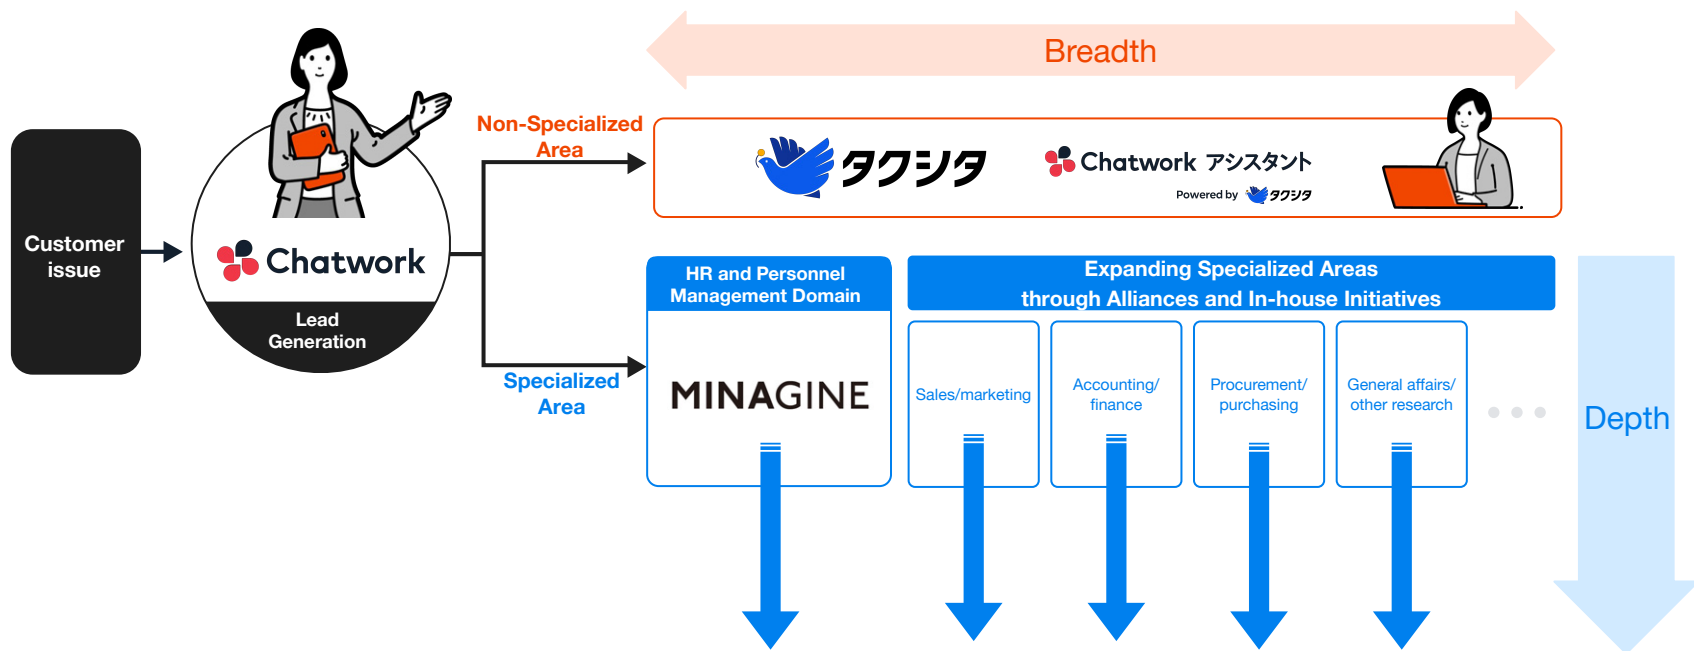 Breadth
Non-Specialized
Area
タクシタ
Chatwork アシスタント
Powered by タクシタ
Customer
issue
Chatwork
Lead
Generation
HR and Personnel
Management Domain
Expanding Specialized Areas
through Alliances and In-house Initiatives
Specialized
Area
MINAGINE
Sales/marketing
Accounting/
finance
Procurement/
purchasing
General affairs/
other research
Depth